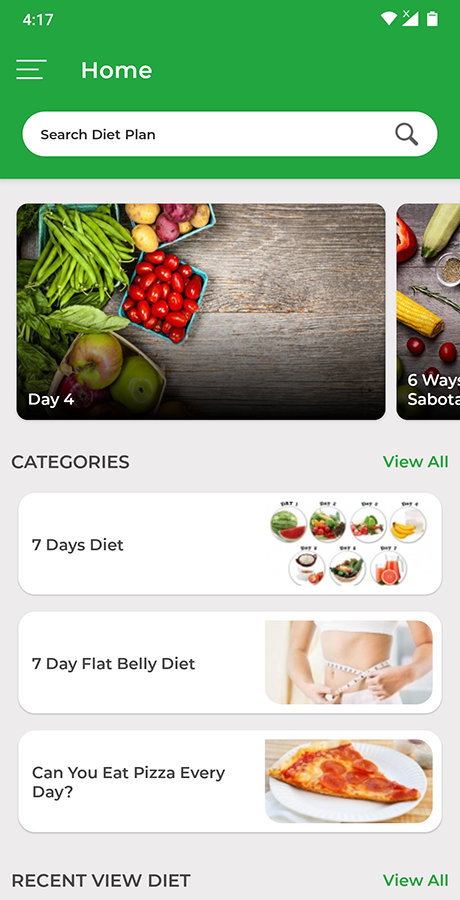 4:17
Home
Search Diet Plan
Day 4
6 Ways
Sabota
CATEGORIES
View All
7 Days Diet
DAY 1
DAY 2
DAY 3
DAY 4
DAY 5
DAY 6
DAY 7
7 Day Flat Belly Diet
Can You Eat Pizza Every
Day?
RECENT VIEW DIET
View All